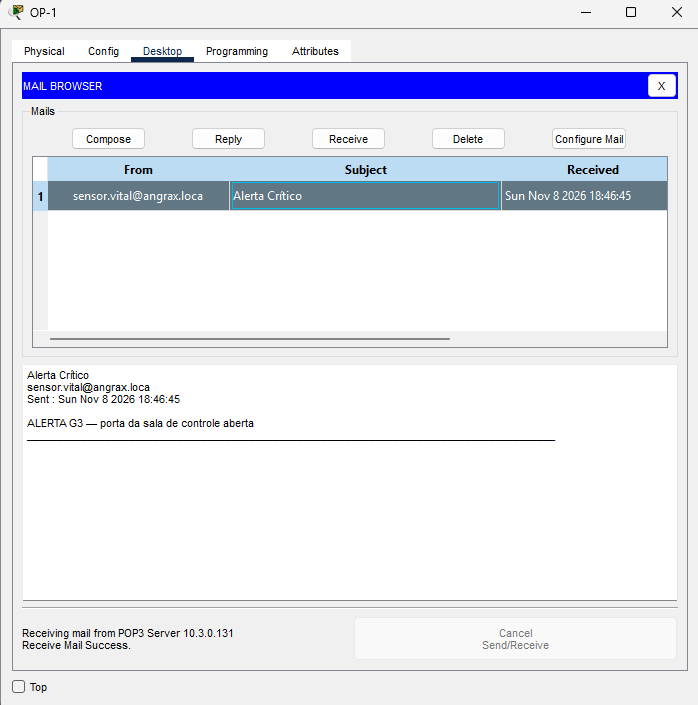 OP-1
Physical Config Desktop Programming Attributes
MAIL BROWSER X
Mails
Compose Reply Receive Delete Configure Mail
From Subject Received
1 sensor.vital@angrax.loca Alerta Crítico Sun Nov 8 2026 18:46:45
Alerta Crítico
sensor.vital@angrax.loca
Sent : Sun Nov 8 2026 18:46:45
ALERTA G3 — porta da sala de controle aberta
Receiving mail from POP3 Server 10.3.0.131
Receive Mail Success.
Cancel
Send/Receive
Top